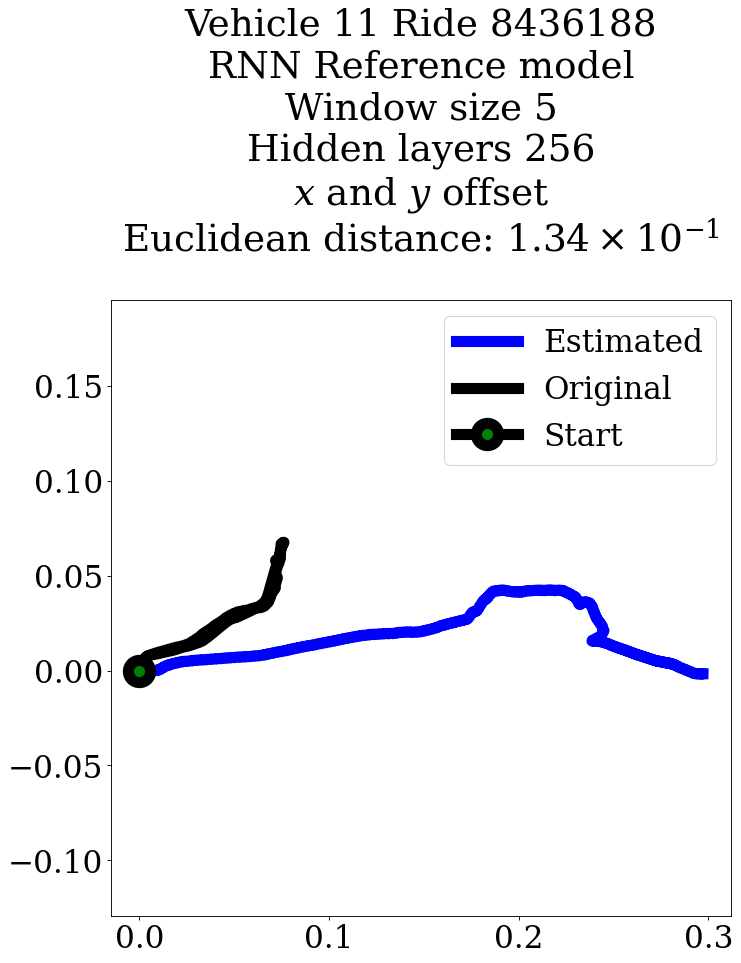 Vehicle 11 Ride 8436188
RNN Reference model
Window size 5
Hidden layers 256
x and y offset
Euclidean distance: 1.34 × 10⁻¹
Estimated
Original
Start
0.15
0.10
0.05
0.00
−0.05
−0.10
0.0 0.1 0.2 0.3